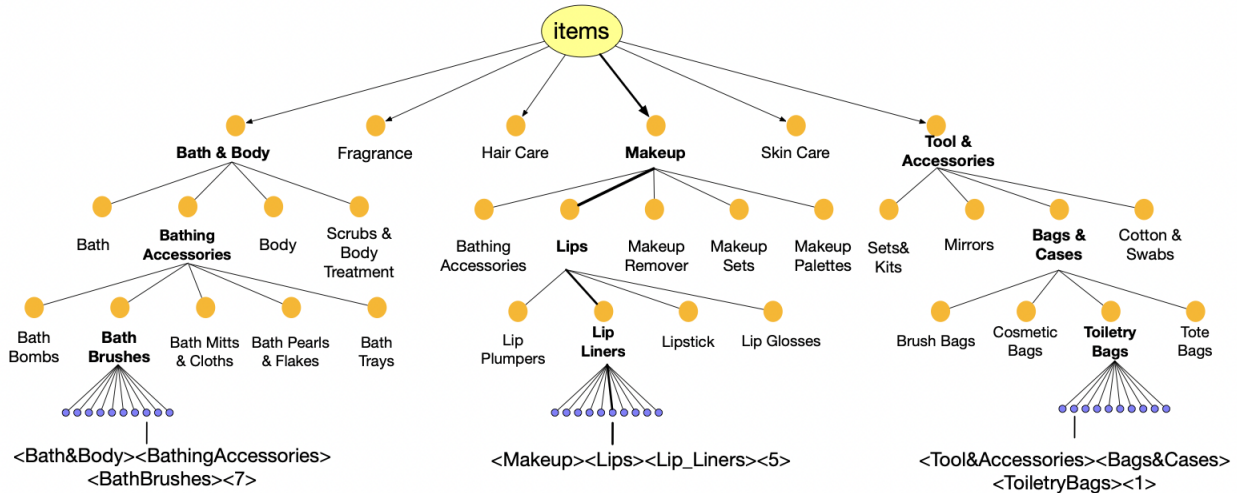 items
Bath & Body
Fragrance
Hair Care
Makeup
Skin Care
Tool &
Accessories
Bath
Bathing
Accessories
Body
Scrubs &
Body
Treatment
Bathing
Accessories
Lips
Makeup
Remover
Makeup
Sets
Makeup
Palettes
Sets&
Kits
Mirrors
Bags &
Cases
Cotton &
Swabs
Bath
Bombs
Bath
Brushes
Bath Mitts
& Cloths
Bath Pearls
& Flakes
Bath
Trays
Lip
Plumpers
Lip
Liners
Lipstick
Lip Glosses
Brush Bags
Cosmetic
Bags
Toiletry
Bags
Tote
Bags
<Bath&Body><BathingAccessories>
<BathBrushes><7>
<Makeup><Lips><Lip_Liners><5>
<Tool&Accessories><Bags&Cases>
<ToiletryBags><1>